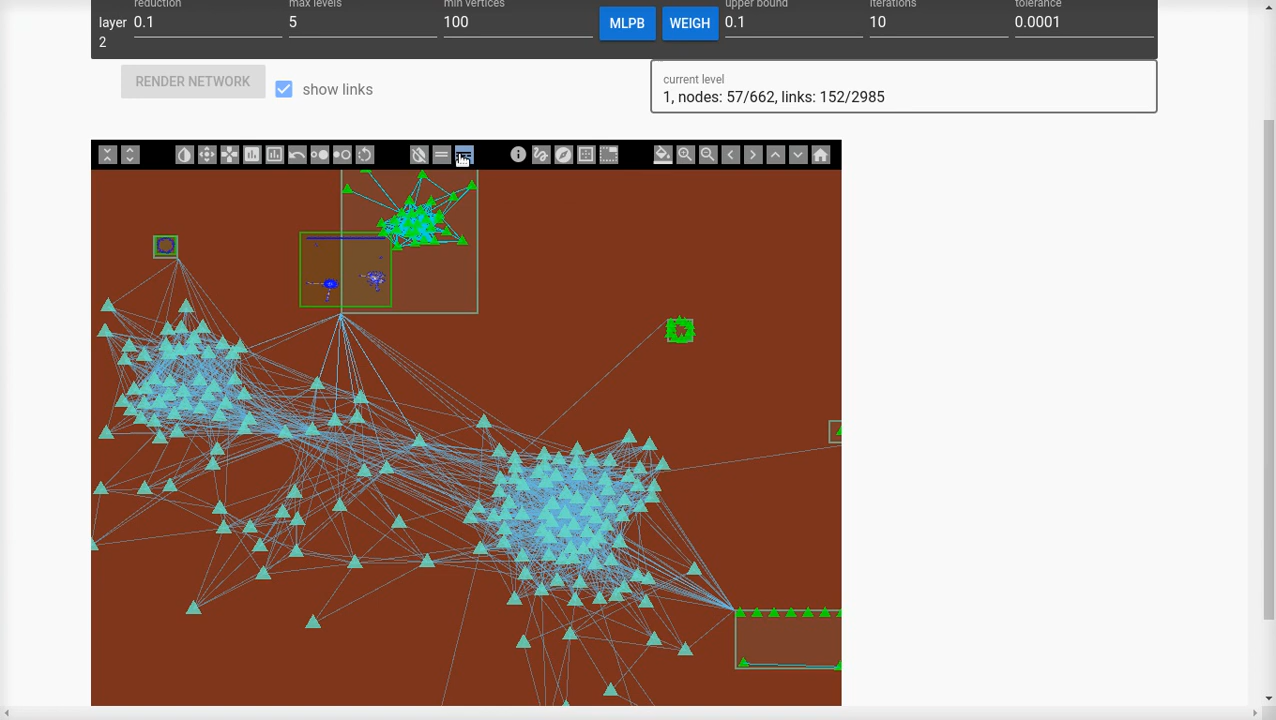 reduction max levels min vertices upper bound iterations tolerance
layer 0.1 5 100 MLPB WEIGH 0.1 10 0.0001
2
RENDER NETWORK show links
current level
1, nodes: 57/662, links: 152/2985